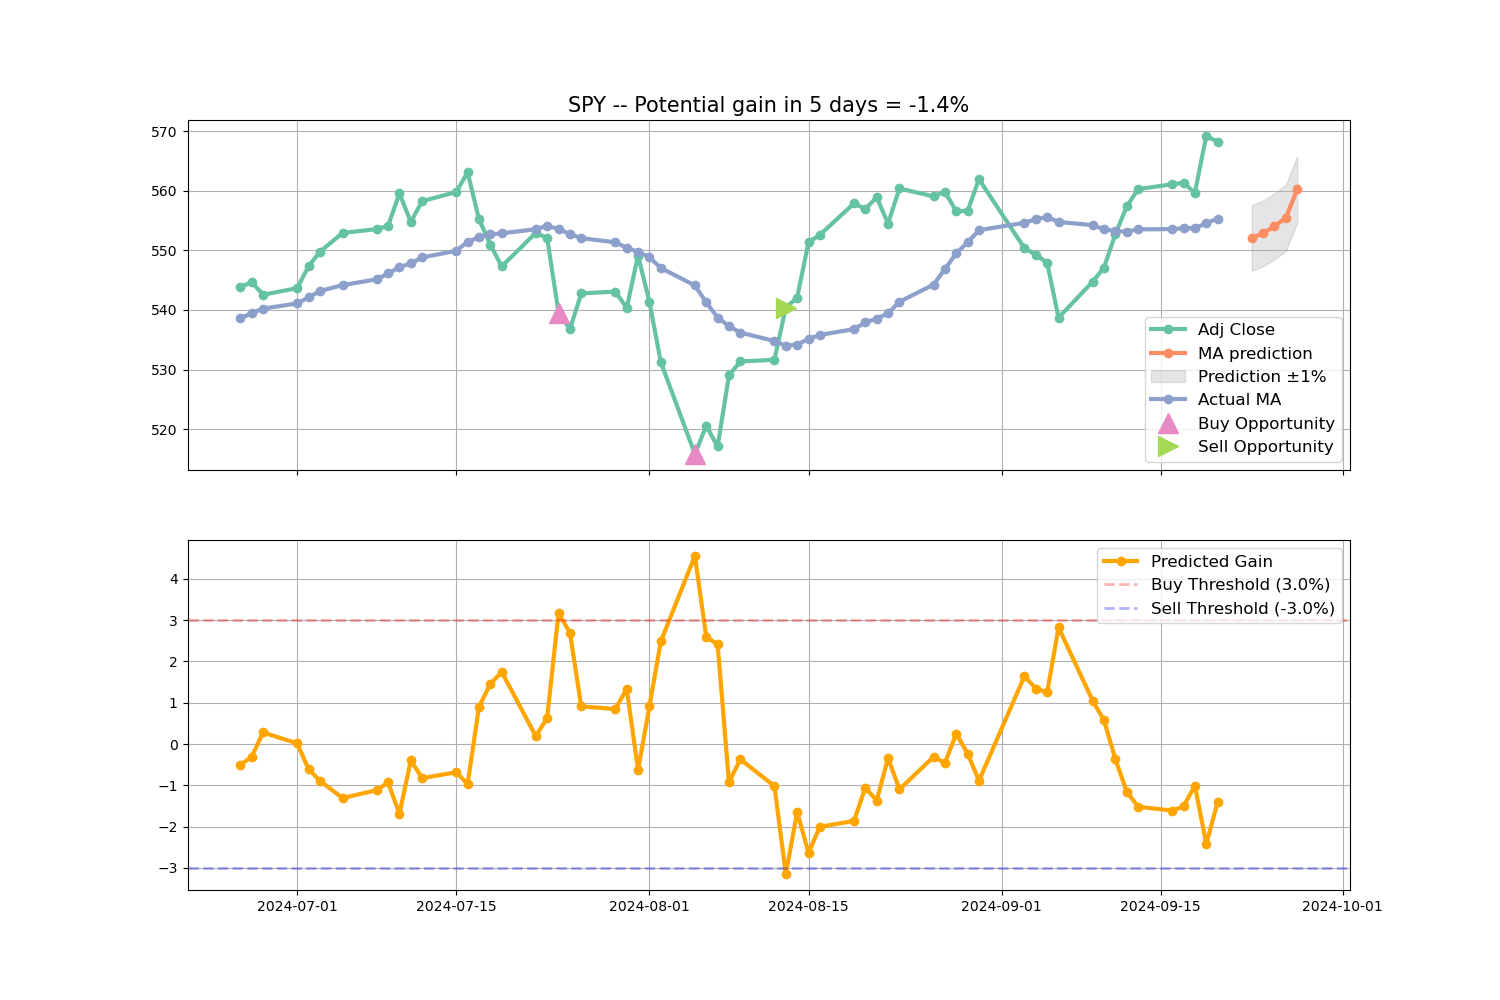 SPY -- Potential gain in 5 days = -1.4%
570
560
550
540
530
520
Adj Close
MA prediction
Prediction ±1%
Actual MA
Buy Opportunity
Sell Opportunity
4
3
2
1
0
−1
−2
−3
Predicted Gain
Buy Threshold (3.0%)
Sell Threshold (-3.0%)
2024-07-01
2024-07-15
2024-08-01
2024-08-15
2024-09-01
2024-09-15
2024-10-01